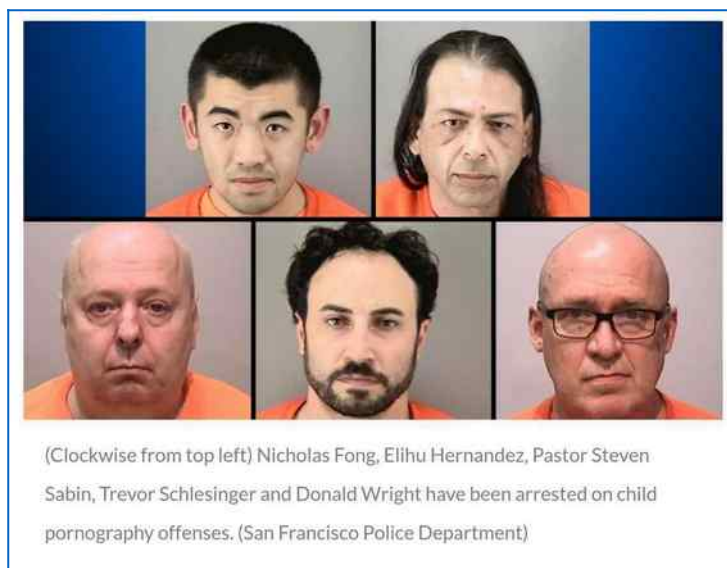 (Clockwise from top left) Nicholas Fong, Elihu Hernandez, Pastor Steven
Sabin, Trevor Schlesinger and Donald Wright have been arrested on child
pornography offenses. (San Francisco Police Department)